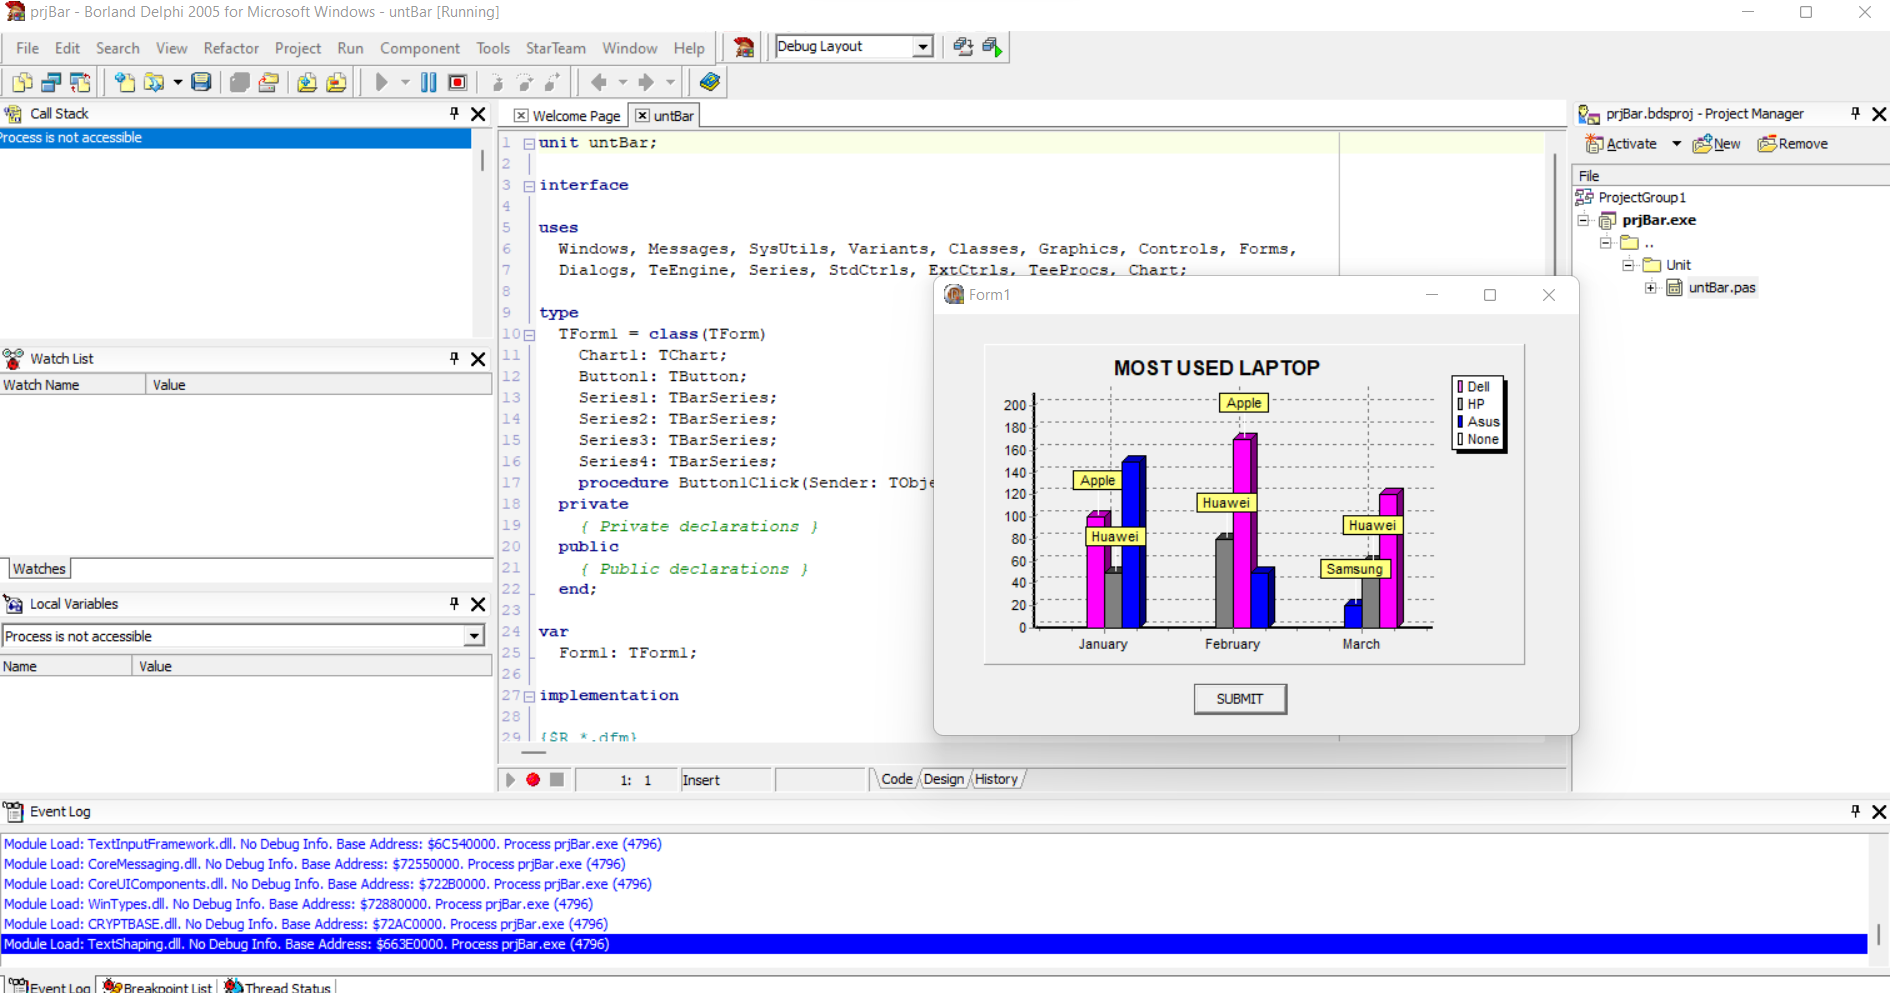 prjBar - Borland Delphi 2005 for Microsoft Windows - untBar [Running]
File Edit Search View Refactor Project Run Component Tools StarTeam Window Help
Debug Layout
Call Stack
Process is not accessible
Watch List
Watch Name Value
Watches
Local Variables
Process is not accessible
Name Value
Welcome Page untBar
1 unit untBar;
2
3 interface
4
5 uses
6 Windows, Messages, SysUtils, Variants, Classes, Graphics, Controls, Forms,
7 Dialogs, TeEngine, Series, StdCtrls, ExtCtrls, TeeProcs, Chart;
8
9 type
10 TForm1 = class(TForm)
11 Chart1: TChart;
12 Button1: TButton;
13 Series1: TBarSeries;
14 Series2: TBarSeries;
15 Series3: TBarSeries;
16 Series4: TBarSeries;
17 procedure Button1Click(Sender: TObje
18 private
19 { Private declarations }
20 public
21 { Public declarations }
22 end;
23
24 var
25 Form1: TForm1;
26
27 implementation
28
29 {$R *.dfm}
1: 1 Insert
Code Design History
Form1
MOST USED LAPTOP
200
180
160
140
120
100
80
60
40
20
0
Apple
Huawei
Apple
Huawei
Huawei
Samsung
January February March
Dell
HP
Asus
None
SUBMIT
prjBar.bdsproj - Project Manager
Activate New Remove
File
ProjectGroup1
prjBar.exe
..
Unit
untBar.pas
Event Log
Module Load: TextInputFramework.dll. No Debug Info. Base Address: $6C540000. Process prjBar.exe (4796)
Module Load: CoreMessaging.dll. No Debug Info. Base Address: $72550000. Process prjBar.exe (4796)
Module Load: CoreUIComponents.dll. No Debug Info. Base Address: $722B0000. Process prjBar.exe (4796)
Module Load: WinTypes.dll. No Debug Info. Base Address: $72880000. Process prjBar.exe (4796)
Module Load: CRYPTBASE.dll. No Debug Info. Base Address: $72AC0000. Process prjBar.exe (4796)
Module Load: TextShaping.dll. No Debug Info. Base Address: $663E0000. Process prjBar.exe (4796)
Event Log Breakpoint List Thread Status